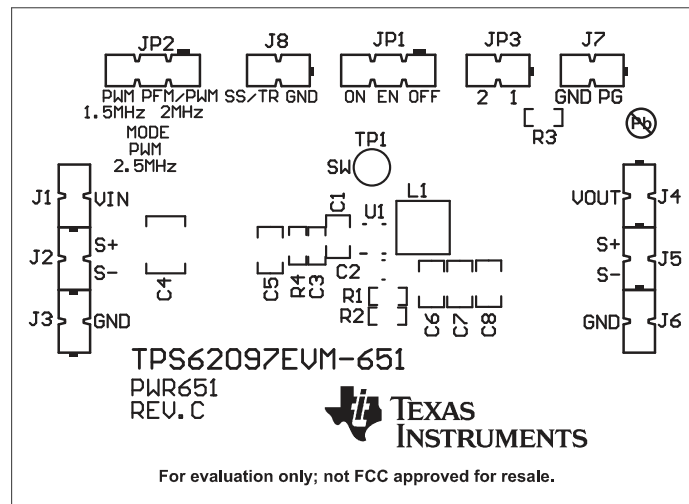 JP2 J8 JP1 JP3 J7
PWM PFM/PWM SS/TR GND ON EN OFF 2 1 GND PG
1.5MHz 2MHz
MODE
PWM
2.5MHz
R3
Pb
TP1
SW
J1 VIN
VOUT J4
C1
U1
L1
J2 S+
S-
S+ J5
S-
C4
C5
R4
C3
C2
R1
R2
C6
C7
C8
J3 GND
GND J6
TPS62097EVM-651
PWR651
REV.C
TEXAS
INSTRUMENTS
For evaluation only; not FCC approved for resale.